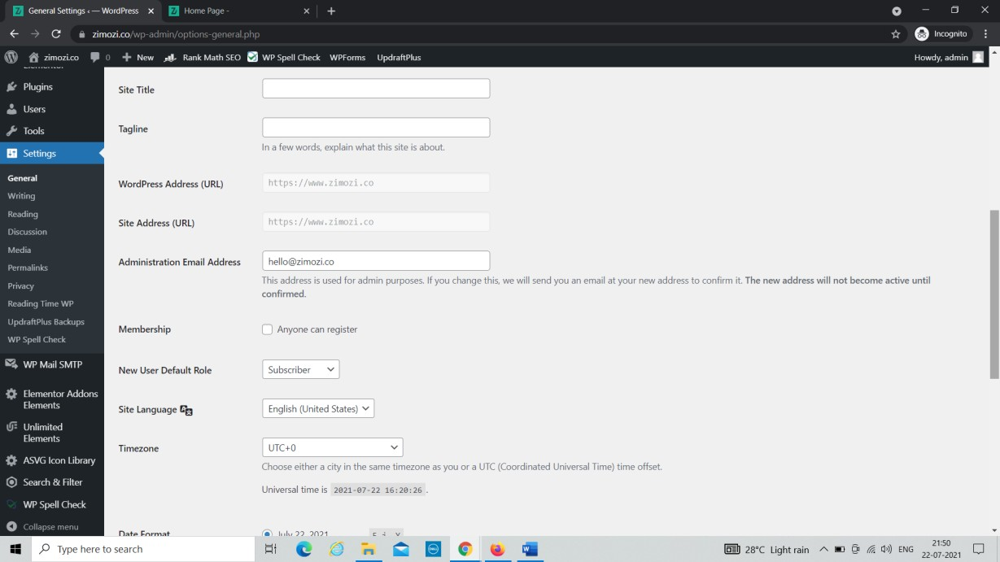 General Settings ‹ — WordPress
Home Page -
zimozi.co/wp-admin/options-general.php
Incognito
zimozi.co 0 New Rank Math SEO WP Spell Check WPForms UpdraftPlus Howdy, admin
Plugins
Users
Tools
Settings
General
Writing
Reading
Discussion
Media
Permalinks
Privacy
Reading Time WP
UpdraftPlus Backups
WP Spell Check
WP Mail SMTP
Elementor Addons
Elements
Unlimited
Elements
ASVG Icon Library
Search & Filter
WP Spell Check
Collapse menu
Site Title
Tagline
In a few words, explain what this site is about.
WordPress Address (URL) https://www.zimozi.co
Site Address (URL) https://www.zimozi.co
Administration Email Address hello@zimozi.co
This address is used for admin purposes. If you change this, we will send you an email at your new address to confirm it. The new address will not become active until
confirmed.
Membership Anyone can register
New User Default Role Subscriber
Site Language English (United States)
Timezone UTC+0
Choose either a city in the same timezone as you or a UTC (Coordinated Universal Time) time offset.
Universal time is 2021-07-22 16:20:26 .
Date Format July 22, 2021
Type here to search
28°C Light rain
ENG
21:50
22-07-2021